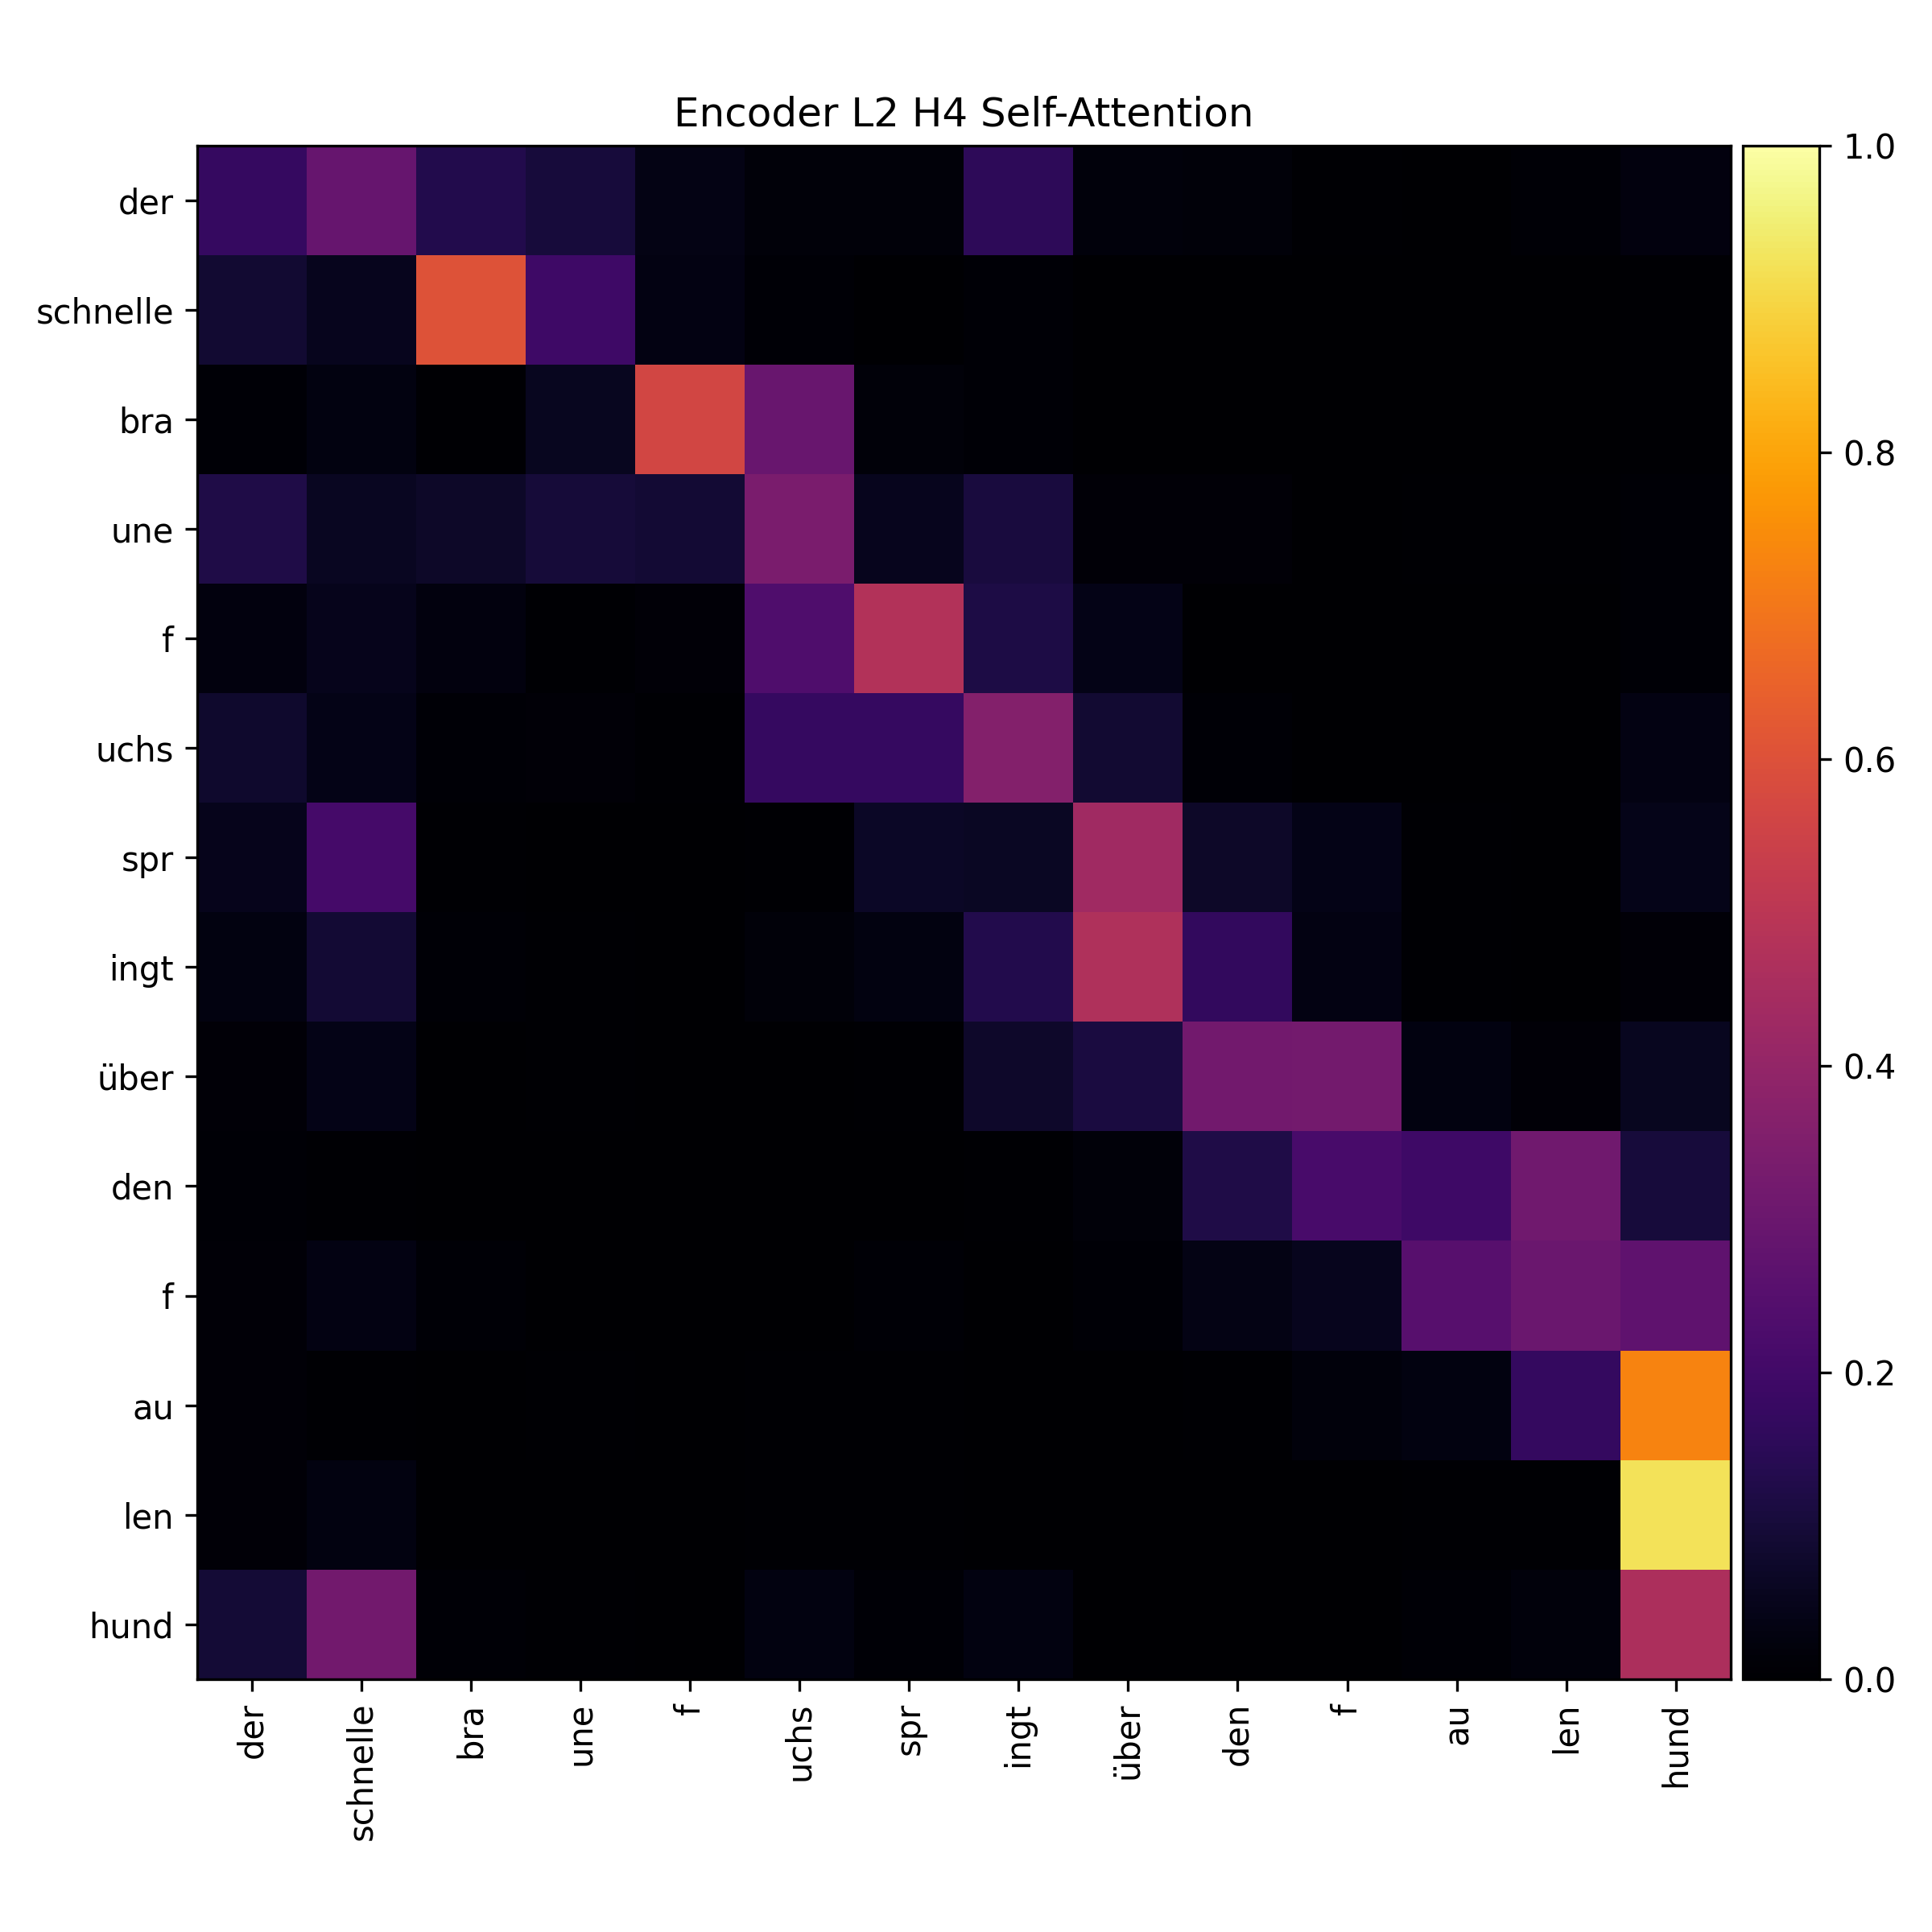 Encoder L2 H4 Self-Attention
der
schnelle
bra
une
f
uchs
spr
ingt
über
den
f
au
len
hund
der
schnelle
bra
une
f
uchs
spr
ingt
über
den
f
au
len
hund
1.0
0.8
0.6
0.4
0.2
0.0